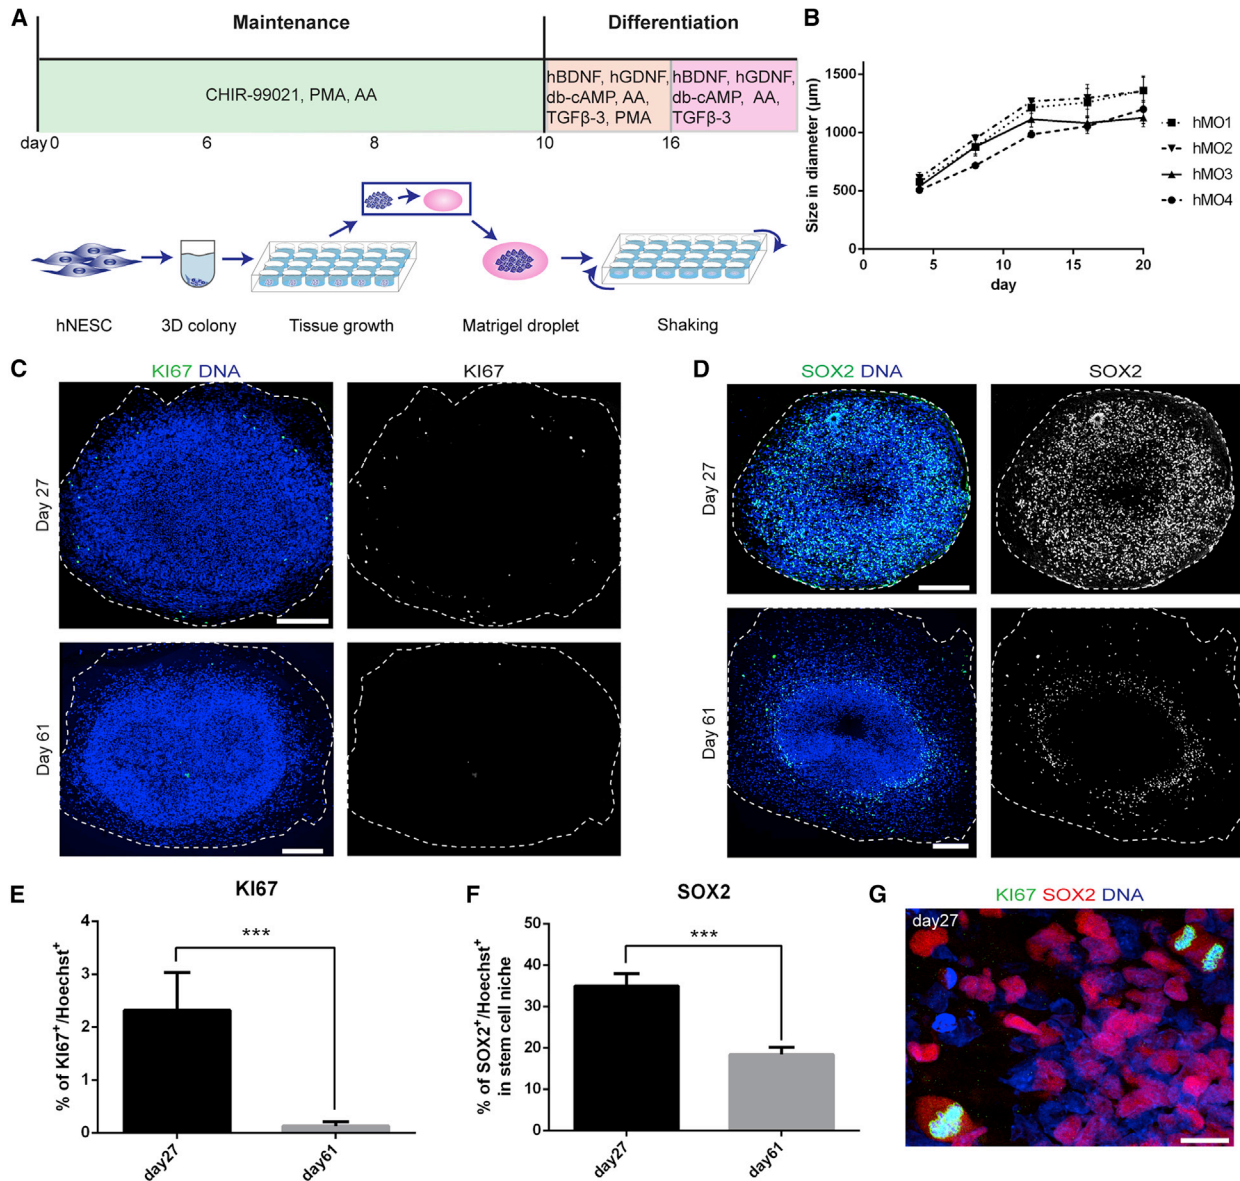 A
Maintenance
Differentiation
CHIR-99021, PMA, AA
hBDNF, hGDNF,
db-cAMP, AA,
TGFβ-3, PMA
hBDNF, hGDNF,
db-cAMP, AA,
TGFβ-3
day 0 6 8 10 16
hNESC
3D colony
Tissue growth
Matrigel droplet
Shaking
B
Size in diameter (µm)
1500
1000
500
0
0 5 10 15 20
day
hMO1
hMO2
hMO3
hMO4
C
KI67 DNA
KI67
Day 27
Day 61
D
SOX2 DNA
SOX2
Day 27
Day 61
E
KI67
% of KI67+/Hoechst+
4
3
2
1
0
***
day27
day61
F
SOX2
% of SOX2+/Hoechst+
in stem cell niche
50
40
30
20
10
0
***
day27
day61
G
KI67 SOX2 DNA
day27